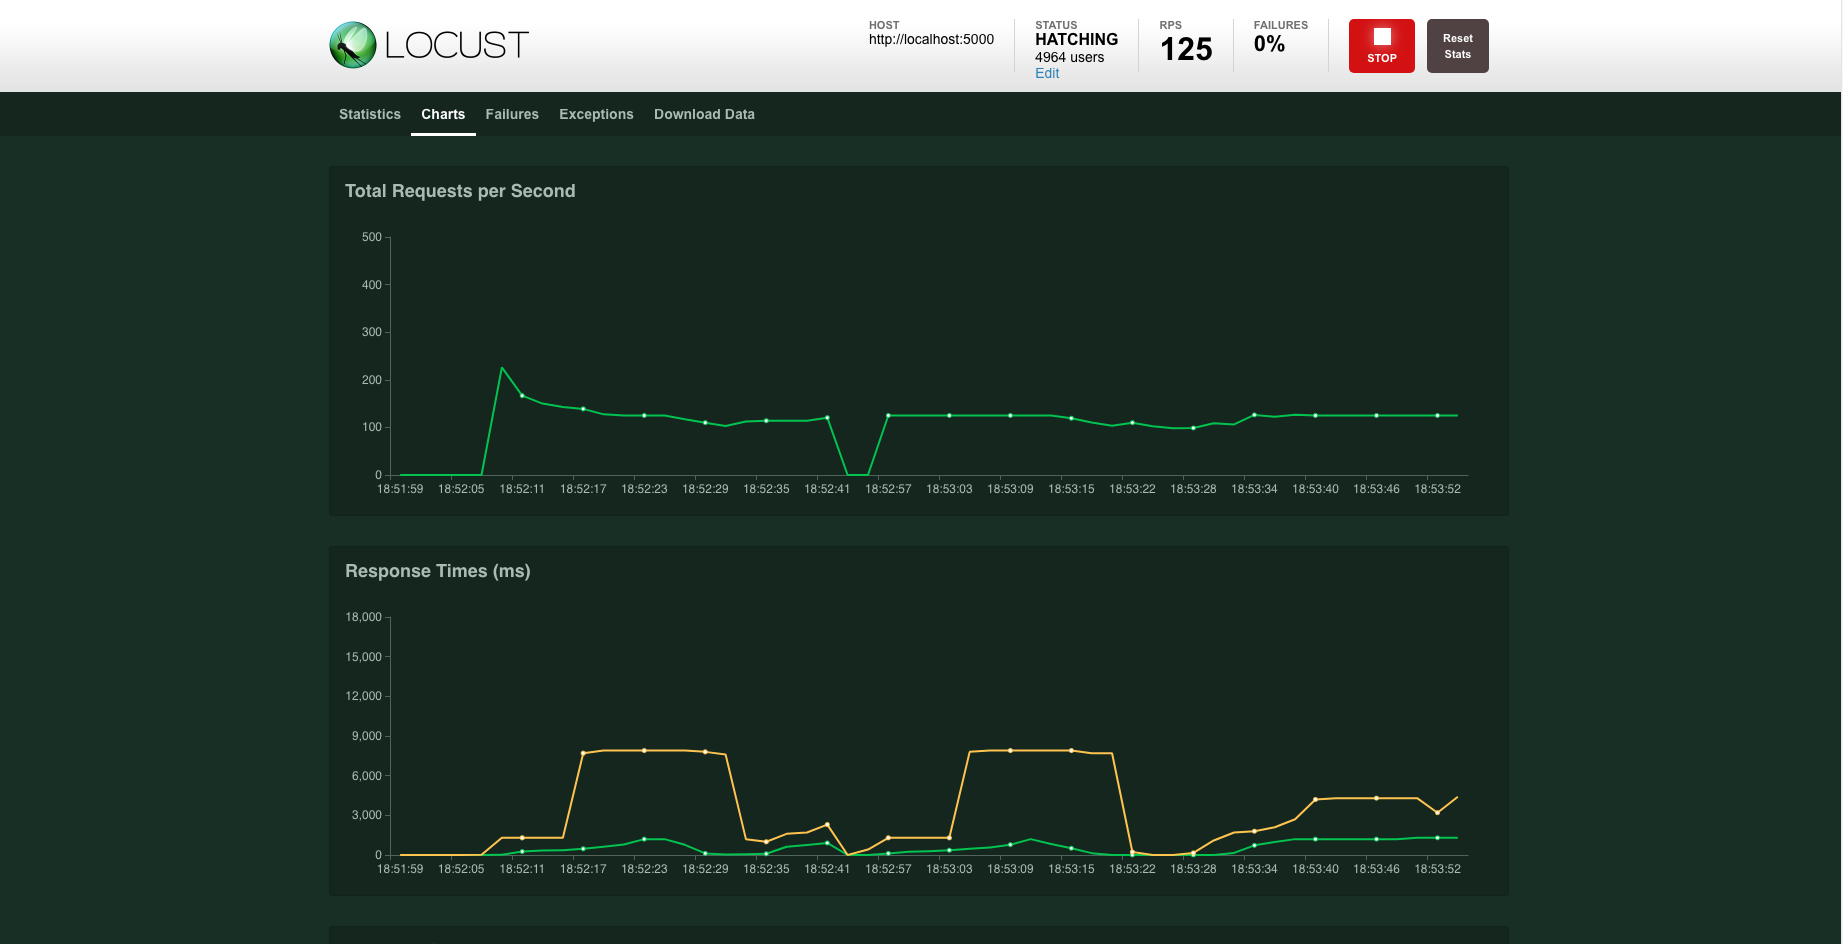 LOCUST
HOST
http://localhost:5000
STATUS
HATCHING
4964 users
Edit
RPS
125
FAILURES
0%
STOP
Reset
Stats
Statistics Charts Failures Exceptions Download Data
Total Requests per Second
500
400
300
200
100
0
18:51:59 18:52:05 18:52:11 18:52:17 18:52:23 18:52:29 18:52:35 18:52:41 18:52:57 18:53:03 18:53:09 18:53:15 18:53:22 18:53:28 18:53:34 18:53:40 18:53:46 18:53:52
Response Times (ms)
18,000
15,000
12,000
9,000
6,000
3,000
0
18:51:59 18:52:05 18:52:11 18:52:17 18:52:23 18:52:29 18:52:35 18:52:41 18:52:57 18:53:03 18:53:09 18:53:15 18:53:22 18:53:28 18:53:34 18:53:40 18:53:46 18:53:52